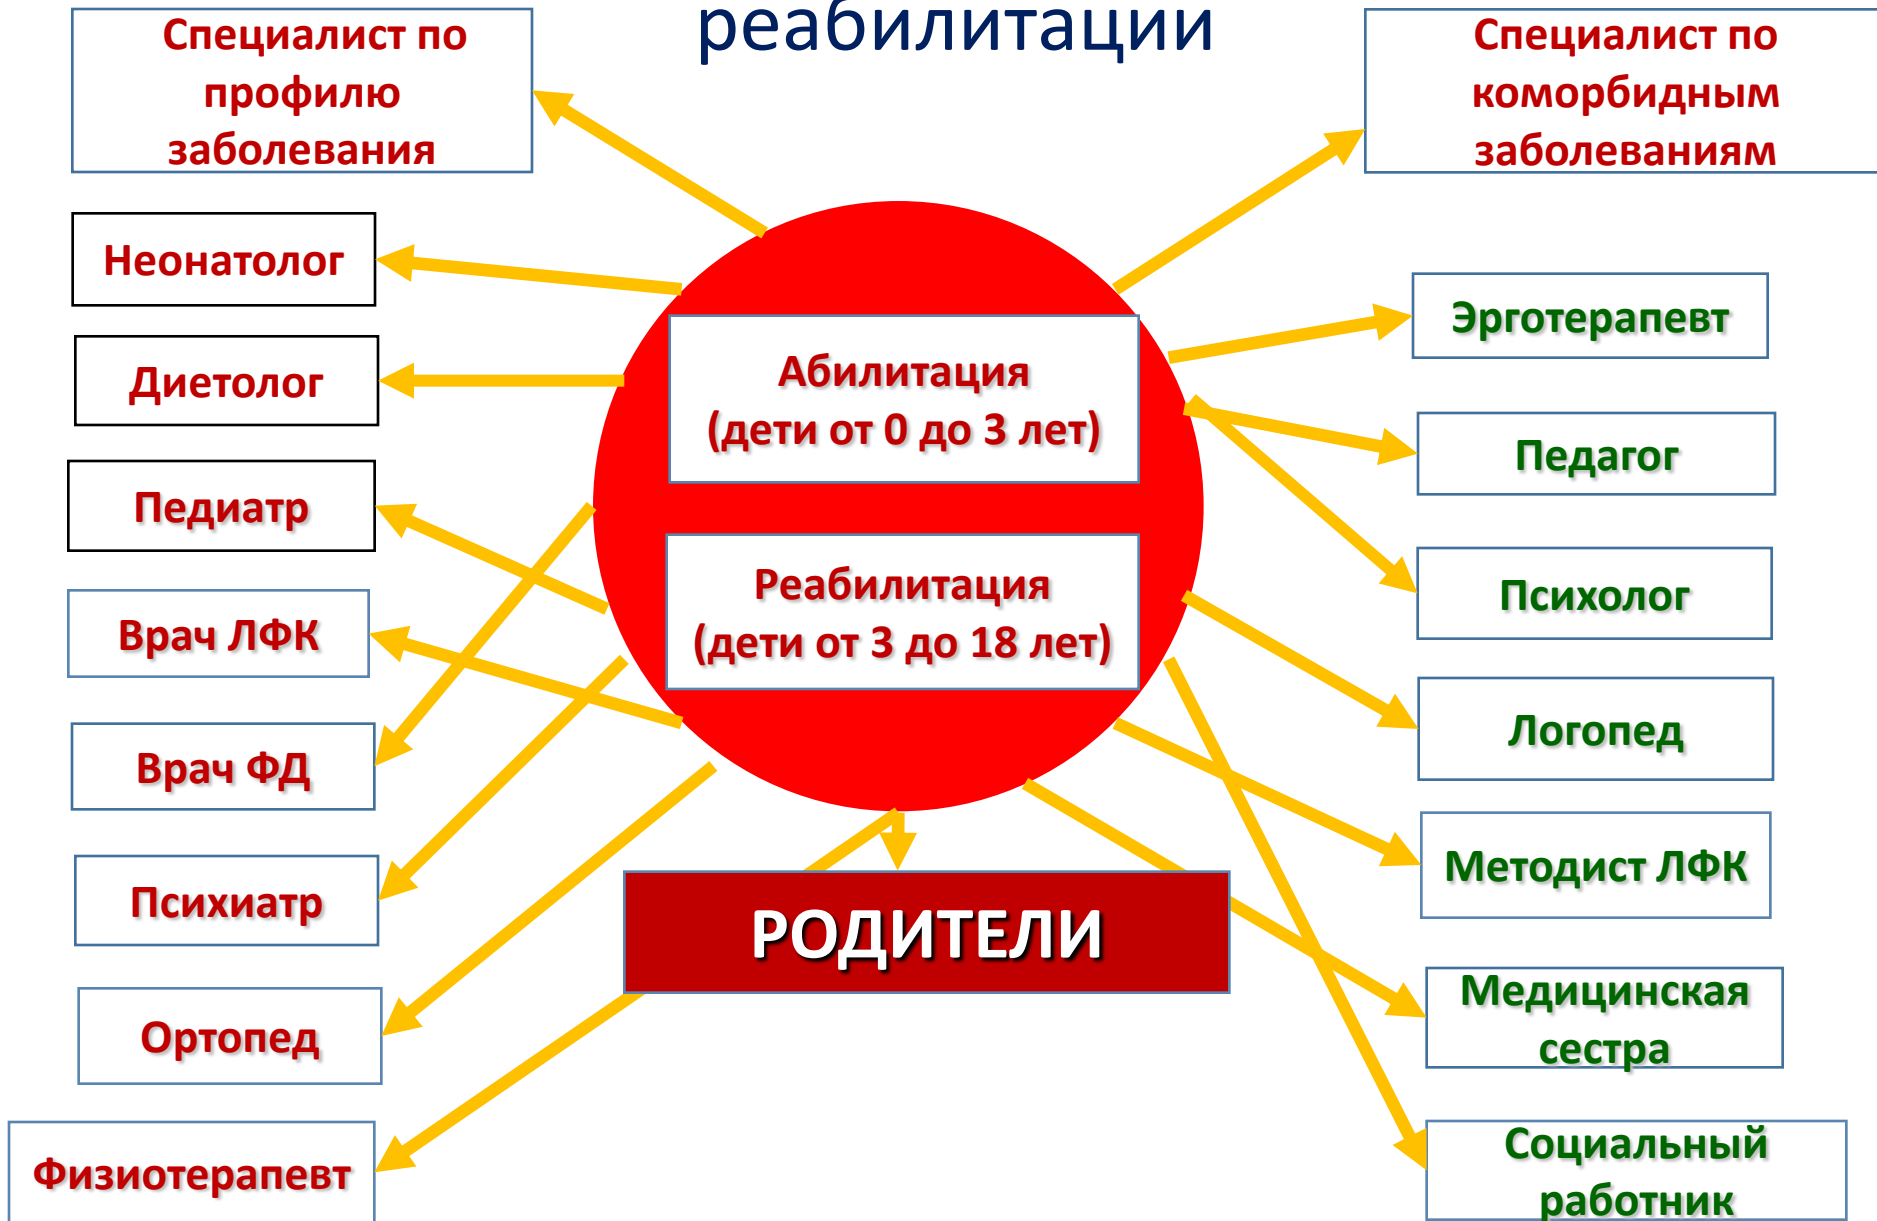 реабилитации
Специалист по
профилю
заболевания
Специалист по
коморбидным
заболеваниям
Неонатолог
Диетолог
Педиатр
Врач ЛФК
Врач ФД
Психиатр
Ортопед
Физиотерапевт
Абилитация
(дети от 0 до 3 лет)
Реабилитация
(дети от 3 до 18 лет)
РОДИТЕЛИ
Эрготерапевт
Педагог
Психолог
Логопед
Методист ЛФК
Медицинская
сестра
Социальный
работник